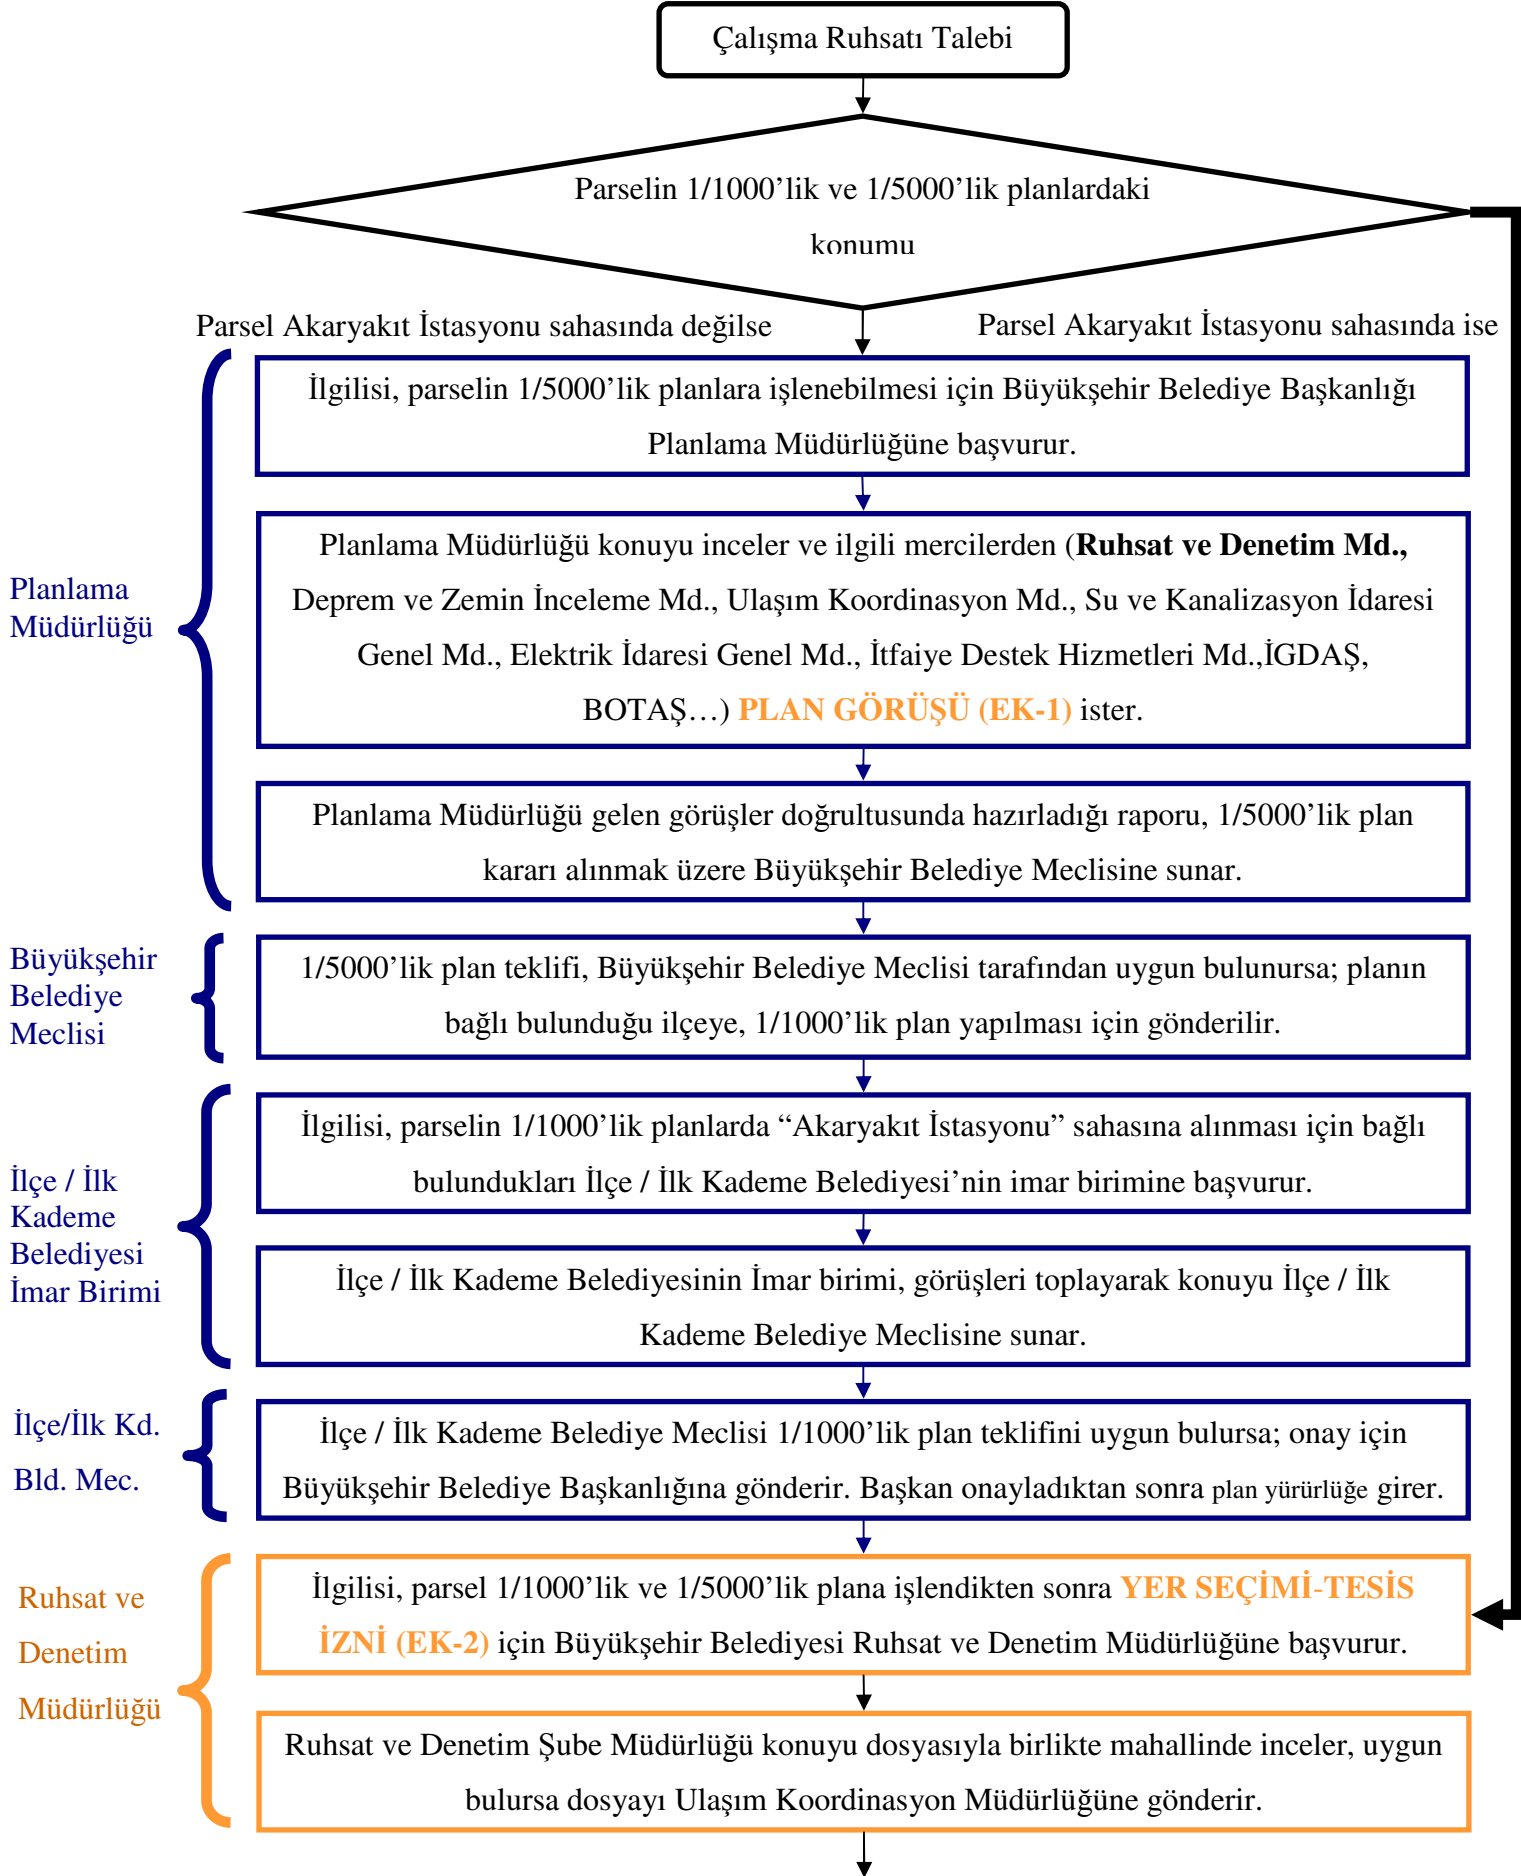 Çalışma Ruhsatı Talebi
Parselin 1/1000’lik ve 1/5000’lik planlardaki
konumu
Parsel Akaryakıt İstasyonu sahasında değilse
Parsel Akaryakıt İstasyonu sahasında ise
İlgilisi, parselin 1/5000’lik planlara işlenebilmesi için Büyükşehir Belediye Başkanlığı
Planlama Müdürlüğüne başvurur.
Planlama
Müdürlüğü
Planlama Müdürlüğü konuyu inceler ve ilgili mercilerden (Ruhsat ve Denetim Md.,
Deprem ve Zemin İnceleme Md., Ulaşım Koordinasyon Md., Su ve Kanalizasyon İdaresi
Genel Md., Elektrik İdaresi Genel Md., İtfaiye Destek Hizmetleri Md.,İGDAŞ,
BOTAŞ…) PLAN GÖRÜŞÜ (EK-1) ister.
Planlama Müdürlüğü gelen görüşler doğrultusunda hazırladığı raporu, 1/5000’lik plan
kararı alınmak üzere Büyükşehir Belediye Meclisine sunar.
Büyükşehir
Belediye
Meclisi
1/5000’lik plan teklifi, Büyükşehir Belediye Meclisi tarafından uygun bulunursa; planın
bağlı bulunduğu ilçeye, 1/1000’lik plan yapılması için gönderilir.
İlçe / İlk
Kademe
Belediyesi
İmar Birimi
İlgilisi, parselin 1/1000’lik planlarda “Akaryakıt İstasyonu” sahasına alınması için bağlı
bulundukları İlçe / İlk Kademe Belediyesi’nin imar birimine başvurur.
İlçe / İlk Kademe Belediyesinin İmar birimi, görüşleri toplayarak konuyu İlçe / İlk
Kademe Belediye Meclisine sunar.
İlçe/İlk Kd.
Bld. Mec.
İlçe / İlk Kademe Belediye Meclisi 1/1000’lik plan teklifini uygun bulursa; onay için
Büyükşehir Belediye Başkanlığına gönderir. Başkan onayladıktan sonra plan yürürlüğe girer.
Ruhsat ve
Denetim
Müdürlüğü
İlgilisi, parsel 1/1000’lik ve 1/5000’lik plana işlendikten sonra YER SEÇİMİ-TESİS
İZNİ (EK-2) için Büyükşehir Belediyesi Ruhsat ve Denetim Müdürlüğüne başvurur.
Ruhsat ve Denetim Şube Müdürlüğü konuyu dosyasıyla birlikte mahallinde inceler, uygun
bulursa dosyayı Ulaşım Koordinasyon Müdürlüğüne gönderir.